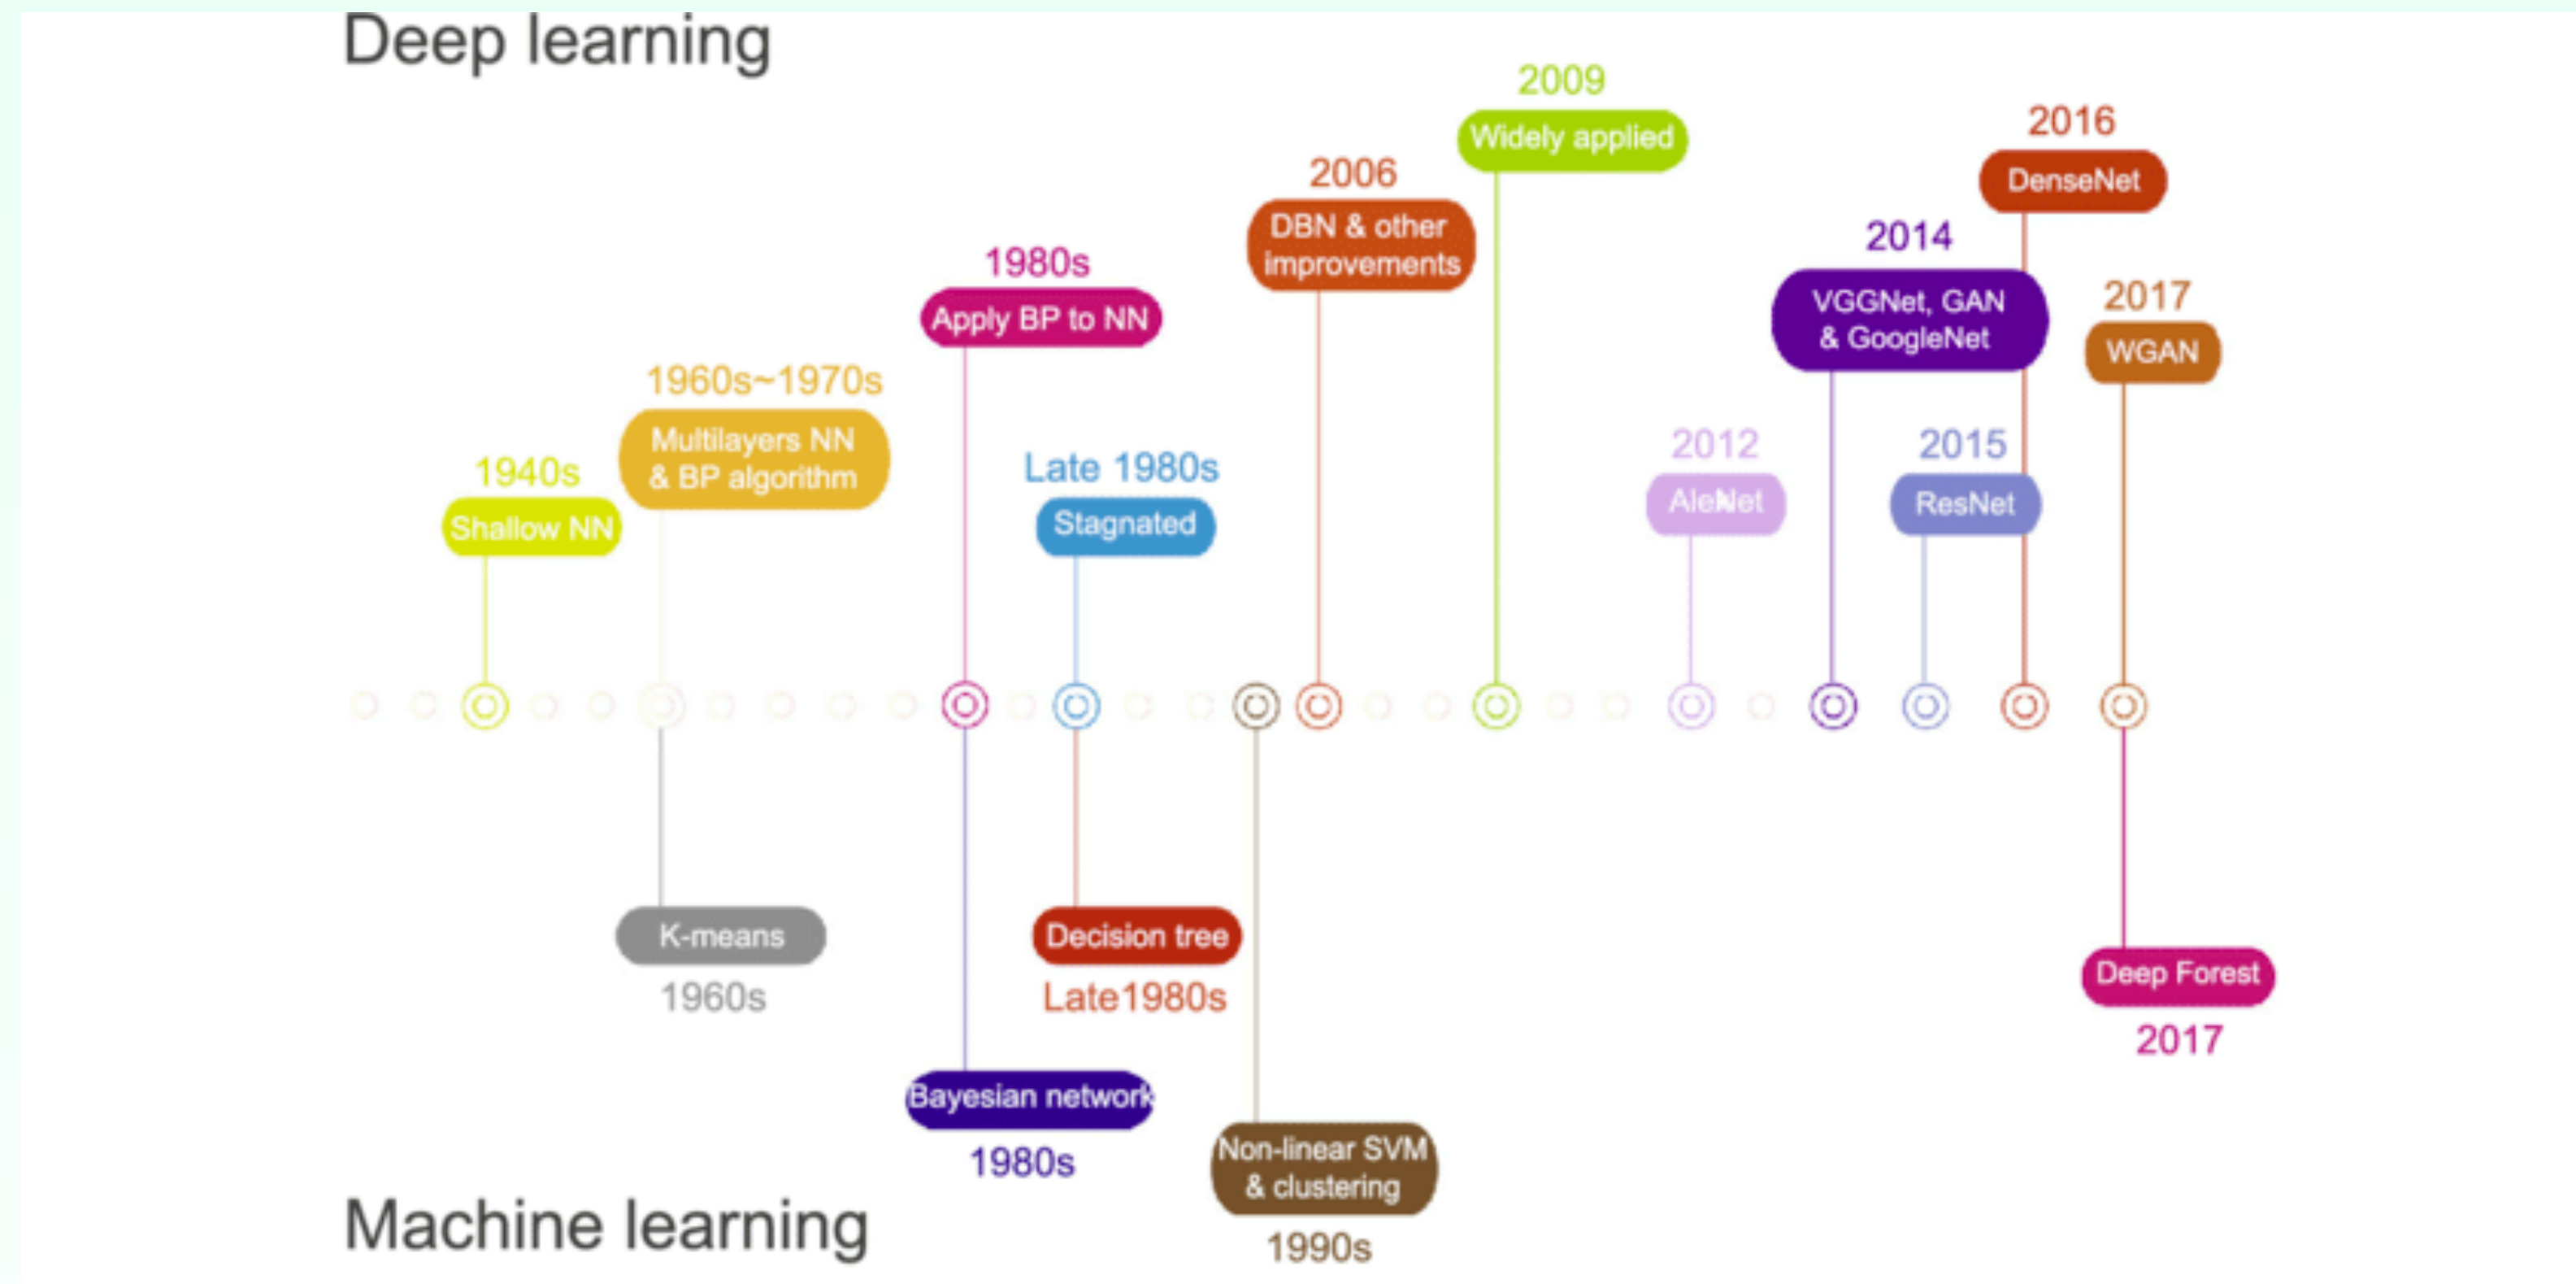 Deep learning
2009
Widely applied
2016
DenseNet
2006
DBN & other
improvements
2014
VGGNet, GAN
& GoogleNet
1980s
Apply BP to NN
2017
WGAN
1960s~1970s
Multilayers NN
& BP algorithm
2012
AleNet
2015
ResNet
Late 1980s
Stagnated
1940s
Shallow NN
K-means
1960s
Decision tree
Late1980s
Deep Forest
2017
Bayesian network
1980s
Non-linear SVM
& clustering
1990s
Machine learning